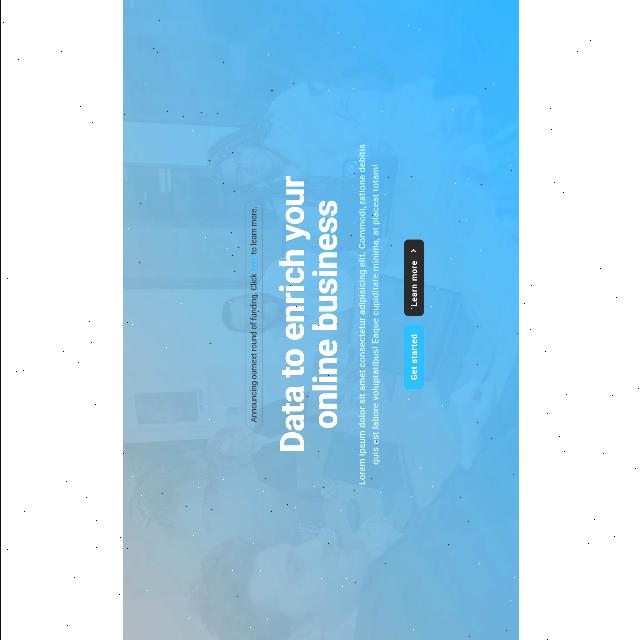 Announcing our next round of funding. Click to learn more.
Data to enrich your
online business
Lorem ipsum dolor sit amet consectetur adipisicing elit. Commodi, ratione debitis
quis est labore voluptatibus! Eaque cupiditate minima, at placeat totam!
Get started
Learn more >